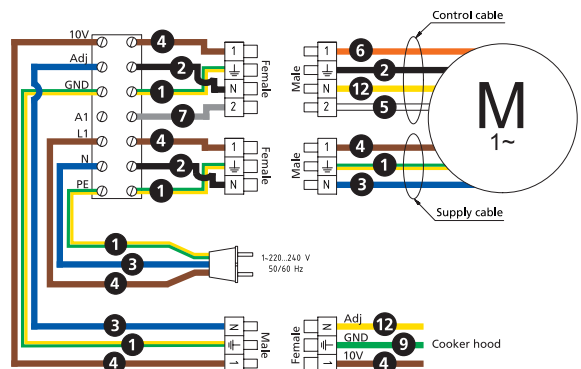 10V
Adj
GND
A1
L1
N
PE
4
2
1
7
4
2
1
1
N
2
Female
1
N
Female
1
3
4
1~220...240 V
50/60 Hz
3
1
4
N
1
Male
Control cable
Male
1
N
2
6
2
12
5
M
1~
Male
1
N
4
1
3
Supply cable
Female
N
1
Adj
12
GND
9
Cooker hood
10V
4